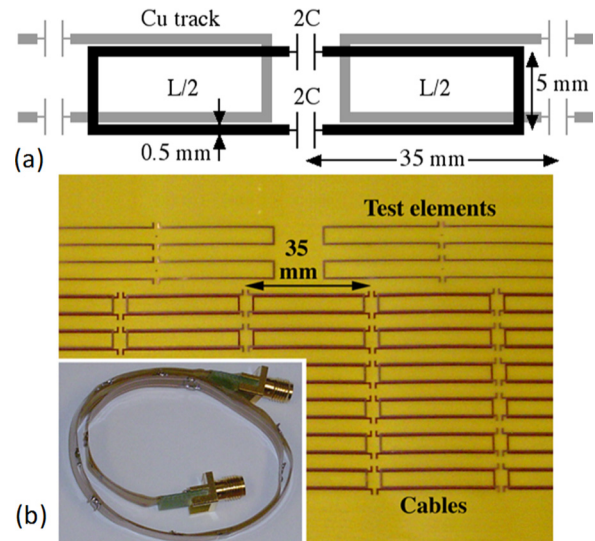 Cu track
2C
L/2
2C
L/2
5 mm
0.5 mm
35 mm
(a)
Test elements
35
mm
Cables
(b)